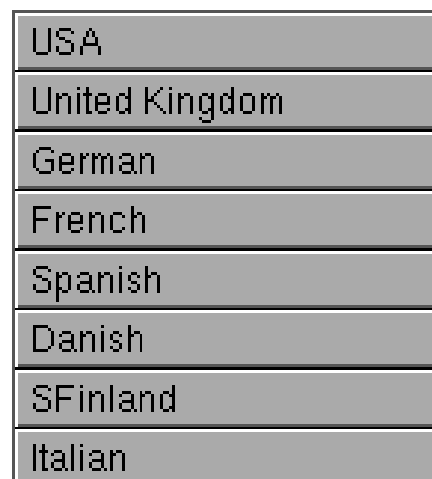 USA
United Kingdom
German
French
Spanish
Danish
SFinland
Italian